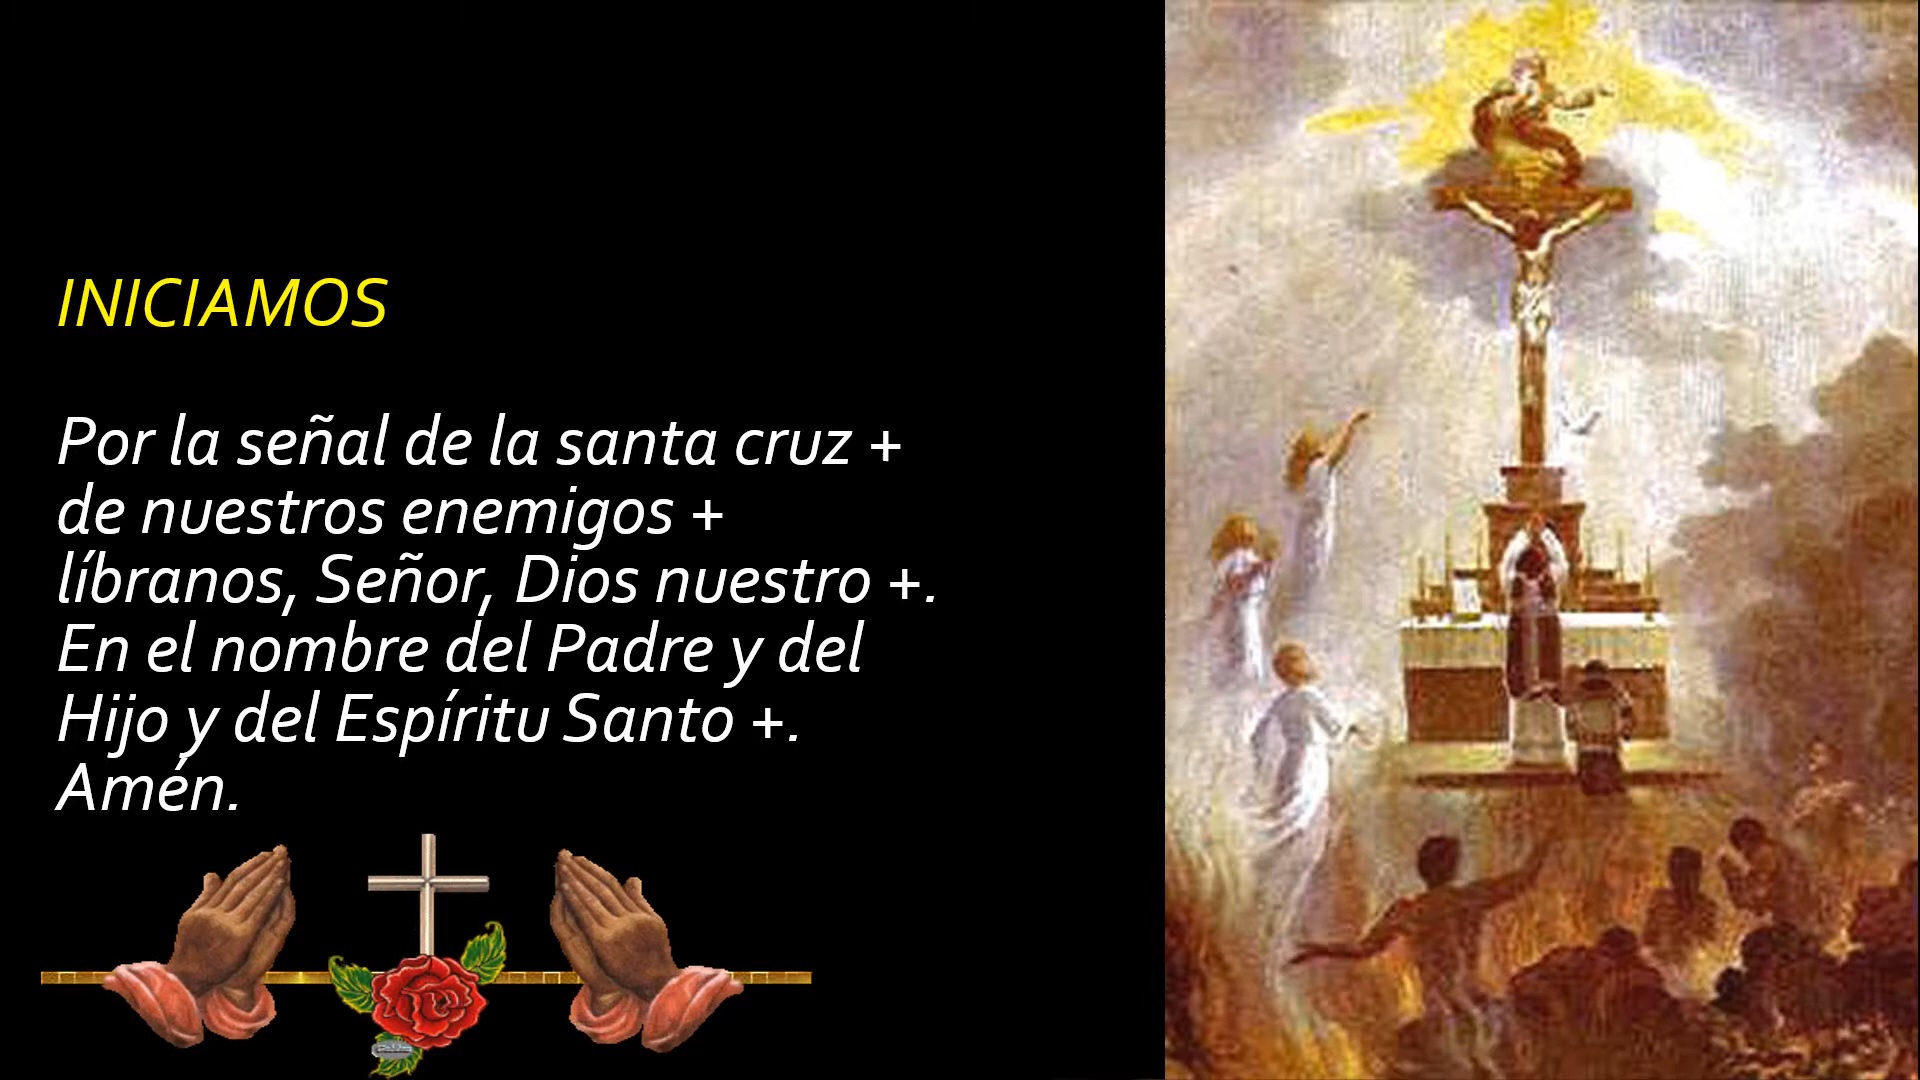 INICIAMOS
Por la señal de la santa cruz +
de nuestros enemigos +
líbranos, Señor, Dios nuestro +.
En el nombre del Padre y del
Hijo y del Espíritu Santo +.
Amén.